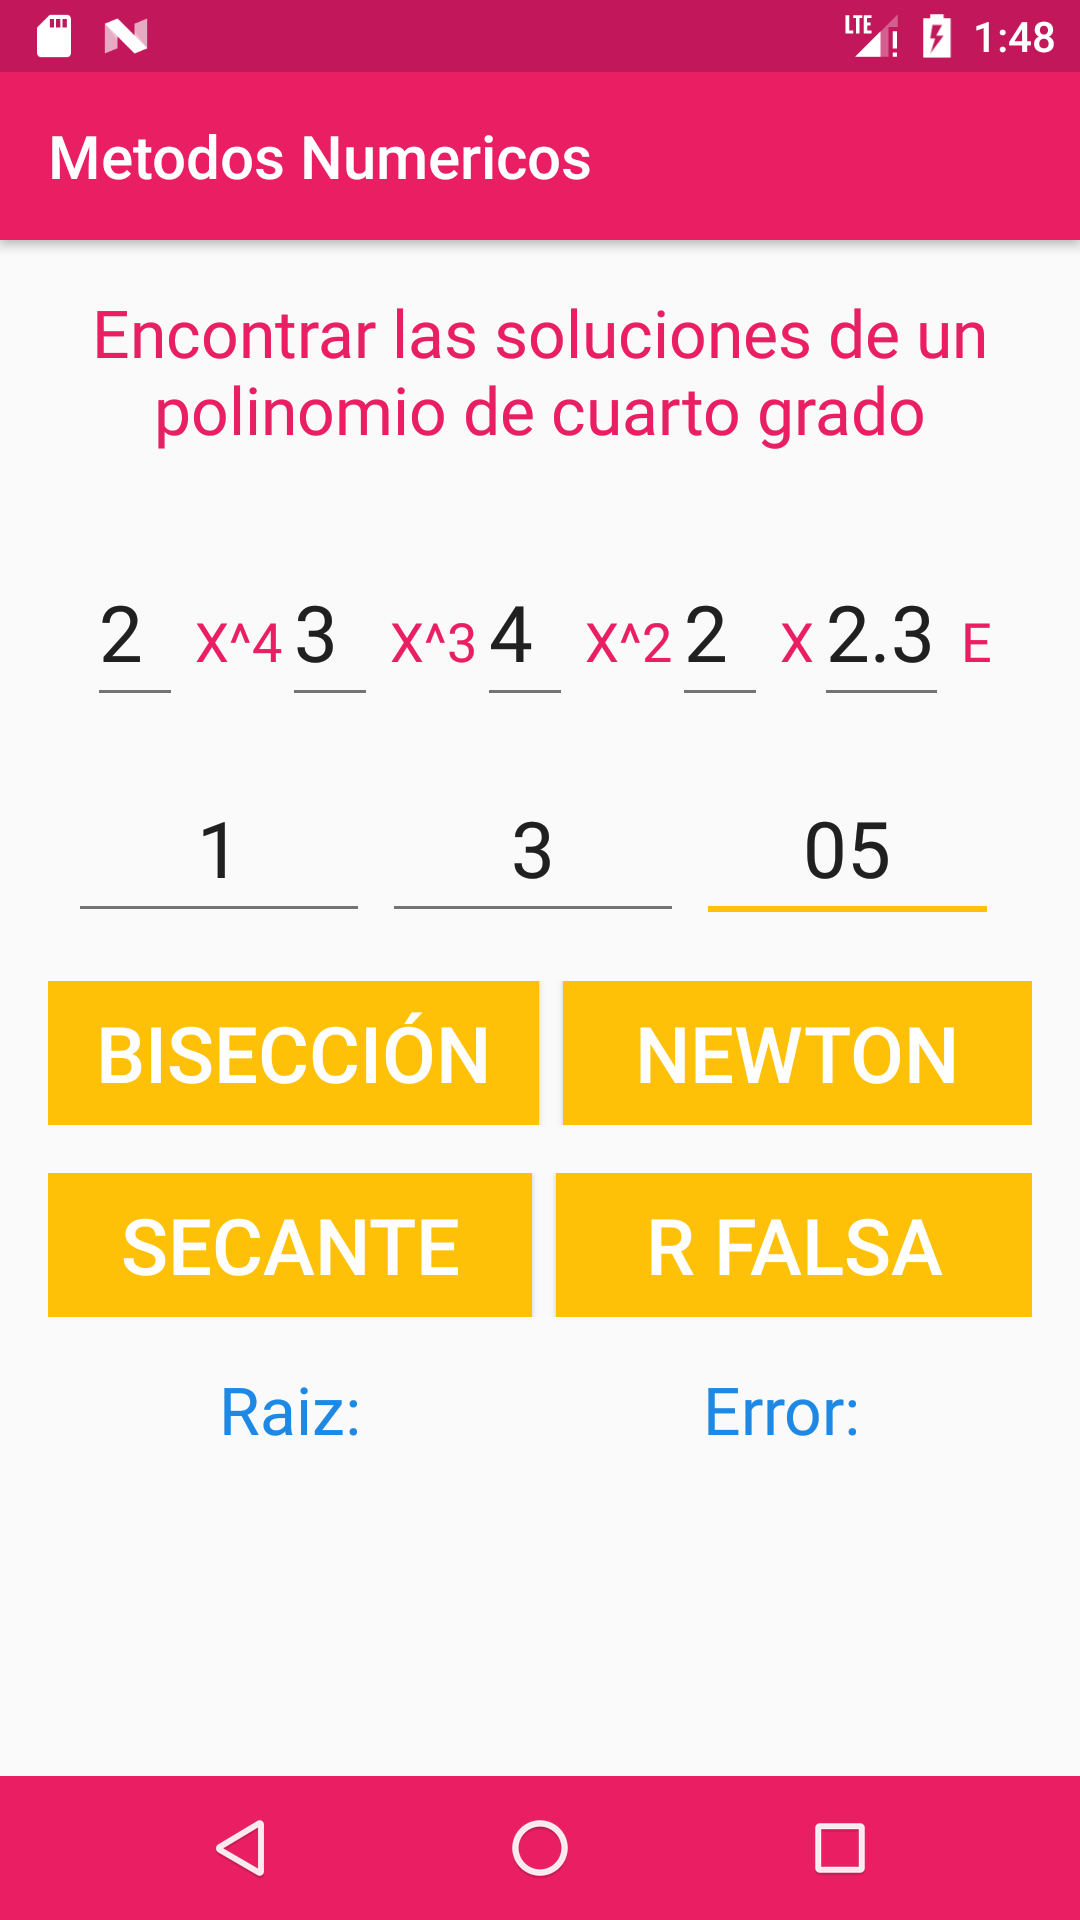 LTE 1:48
Metodos Numericos
Encontrar las soluciones de un
polinomio de cuarto grado
2 X^4 3 X^3 4 X^2 2 X 2.3 E
1 3 05
BISECCIÓN NEWTON
SECANTE R FALSA
Raiz: Error: